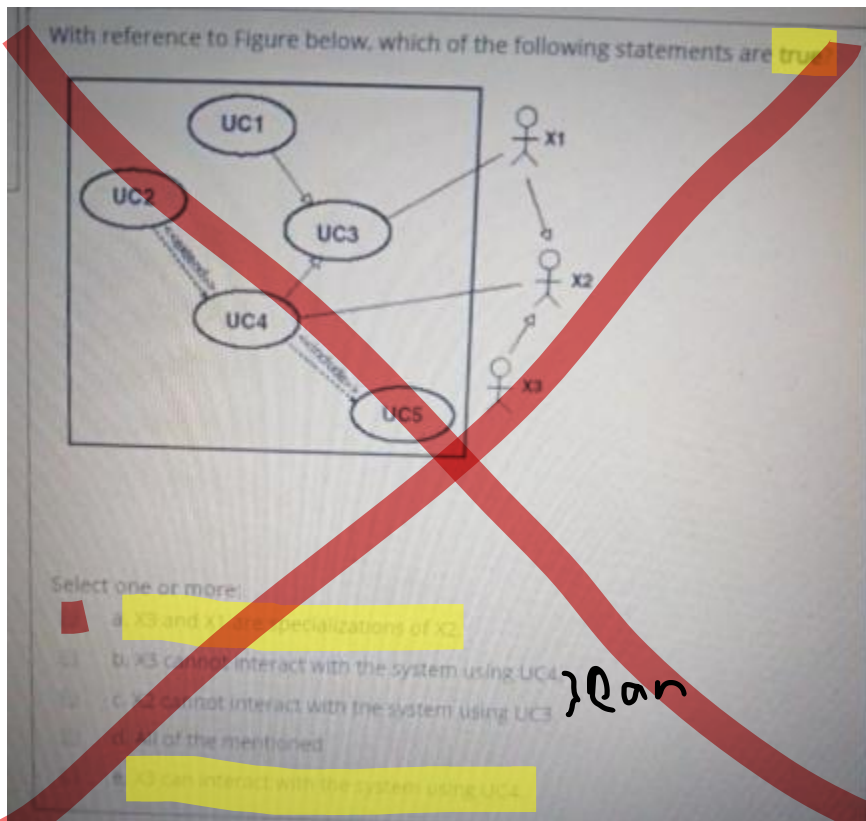 With reference to Figure below, which of the following statements are true?
UC1
X1
UC2
UC3
<<extend>>
X2
UC4
<<include>>
X3
UC5
Select one or more:
a. X3 and X1 are specializations of X2
b. X3 cannot interact with the system using UC4
c. X2 cannot interact with the system using UC3
} Can
d. All of the mentioned
e. X3 can interact with the system using UC4